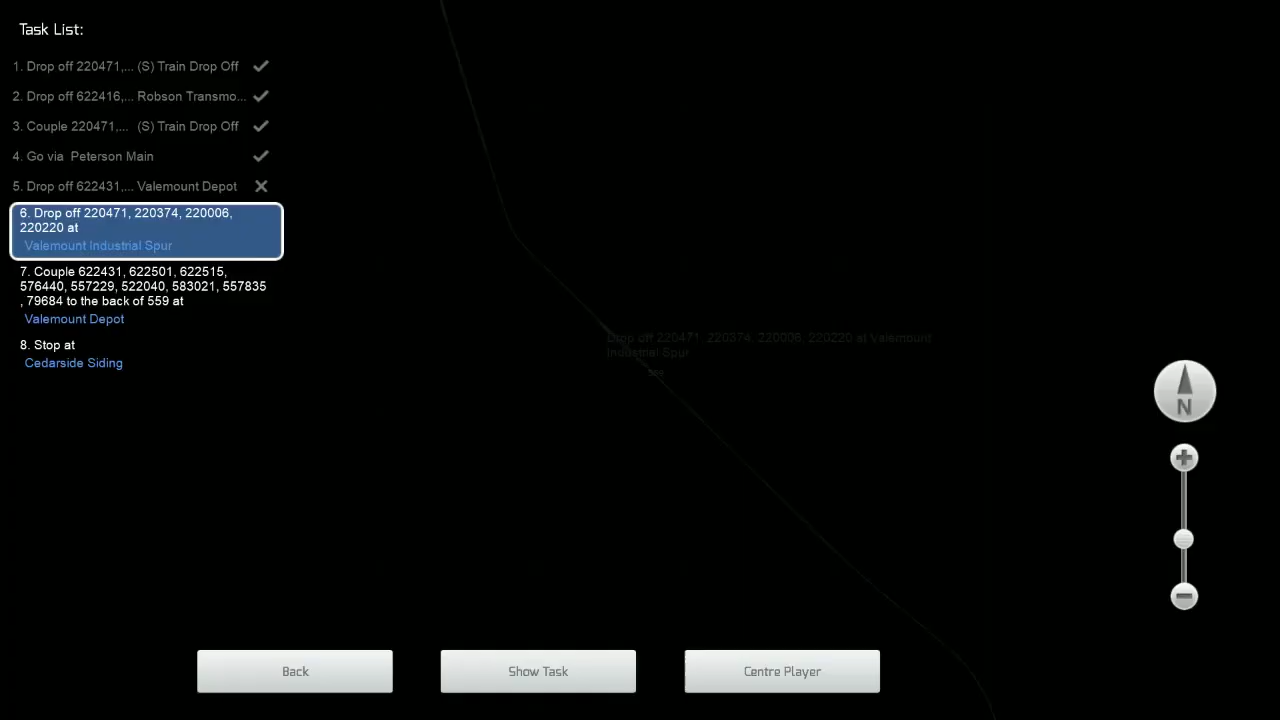 Task List:
1. Drop off 220471,... (S) Train Drop Off
2. Drop off 622416,... Robson Transmo...
3. Couple 220471,... (S) Train Drop Off
4. Go via Peterson Main
5. Drop off 622431,... Valemount Depot
6. Drop off 220471, 220374, 220006,
220220 at
Valemount Industrial Spur
7. Couple 622431, 622501, 622515,
576440, 557229, 522040, 583021, 557835
, 79684 to the back of 559 at
Valemount Depot
8. Stop at
Cedarside Siding
Drop off 220471, 220374, 220006, 220220 at Valemount
Industrial Spur
559
N
Back
Show Task
Centre Player